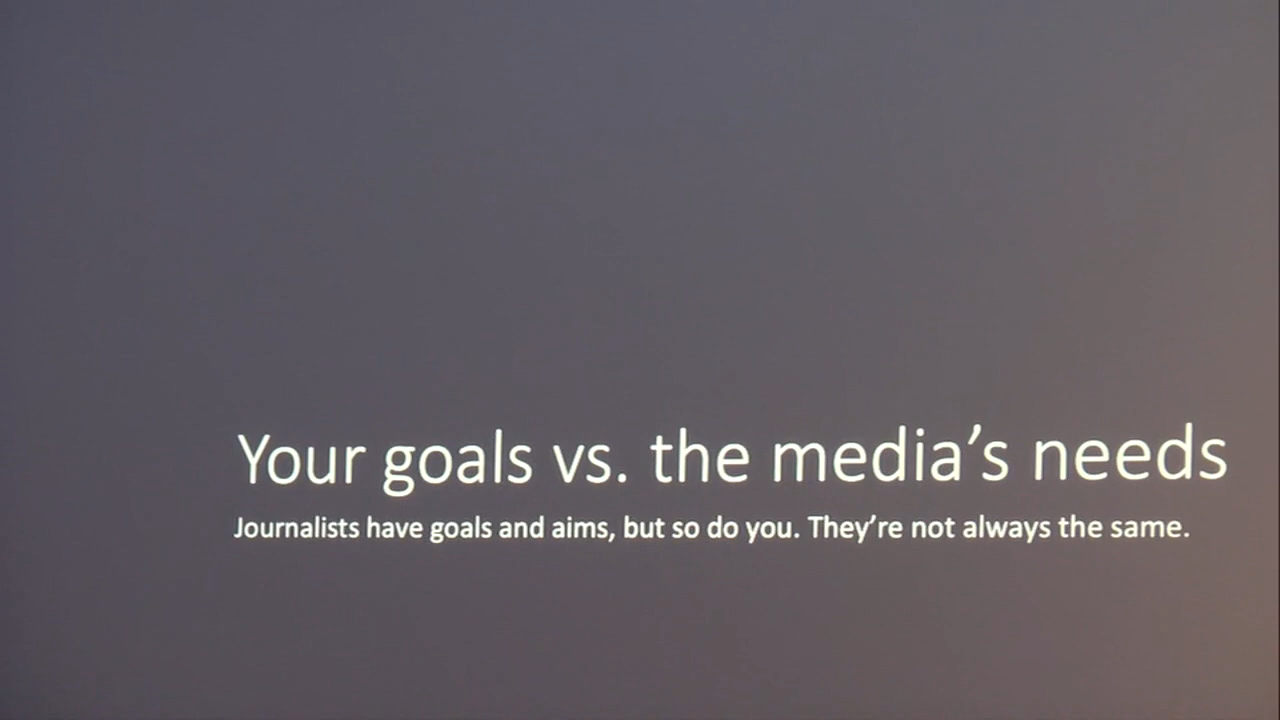 Your goals vs. the media’s needs
Journalists have goals and aims, but so do you. They’re not always the same.